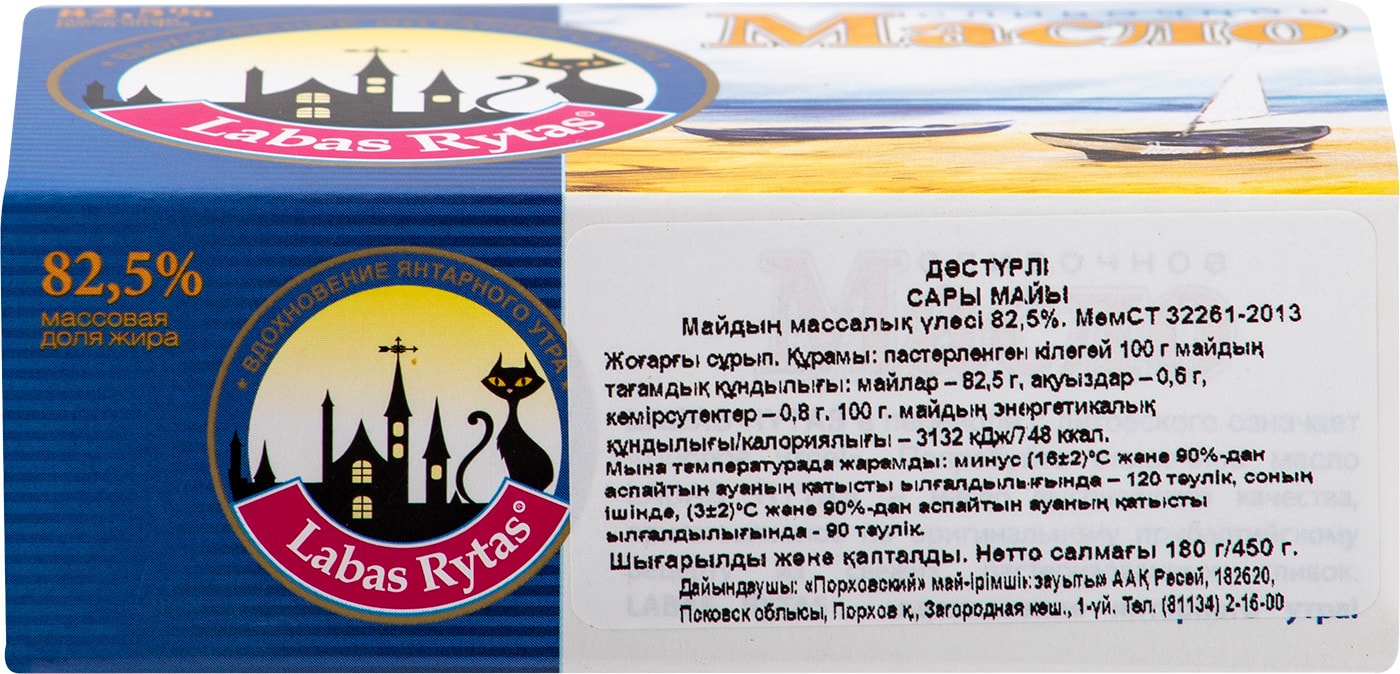 82,5%
Масло
Labas Rytas®
82,5%
массовая
доля жира
ВДОХНОВЕНИЕ ЯНТАРНОГО УТРА
Labas Rytas®
ДӘСТҮРЛІ
САРЫ МАЙЫ
Майдың массалық үлесі 82,5%. МемСТ 32261-2013
Жоғарғы сұрып. Құрамы: пастерленген кілегей 100 г майдың
тағамдық құндылығы: майлар – 82,5 г, ақуыздар – 0,6 г,
көмірсутектер – 0,8 г. 100 г. майдың энергетикалық
құндылығы/калориялығы – 3132 кДж/748 ккал.
Мына температурада жарамды: минус (16±2)°С және 90%-дан
аспайтын ауаның қатысты ылғалдылығында – 120 тәулік, соның
ішінде, (3±2)°С және 90%-дан аспайтын ауаның қатысты
ылғалдылығында - 90 тәулік.
Шығарылды және қапталды. Нетто салмағы 180 г/450 г.
Дайындаушы: «Порховский» май-ірімшік зауыты» ААҚ Ресей, 182620,
Псковск облысы, Порхов қ., Загородная көш., 1-үй. Тел. (81134) 2-16-00
утра!